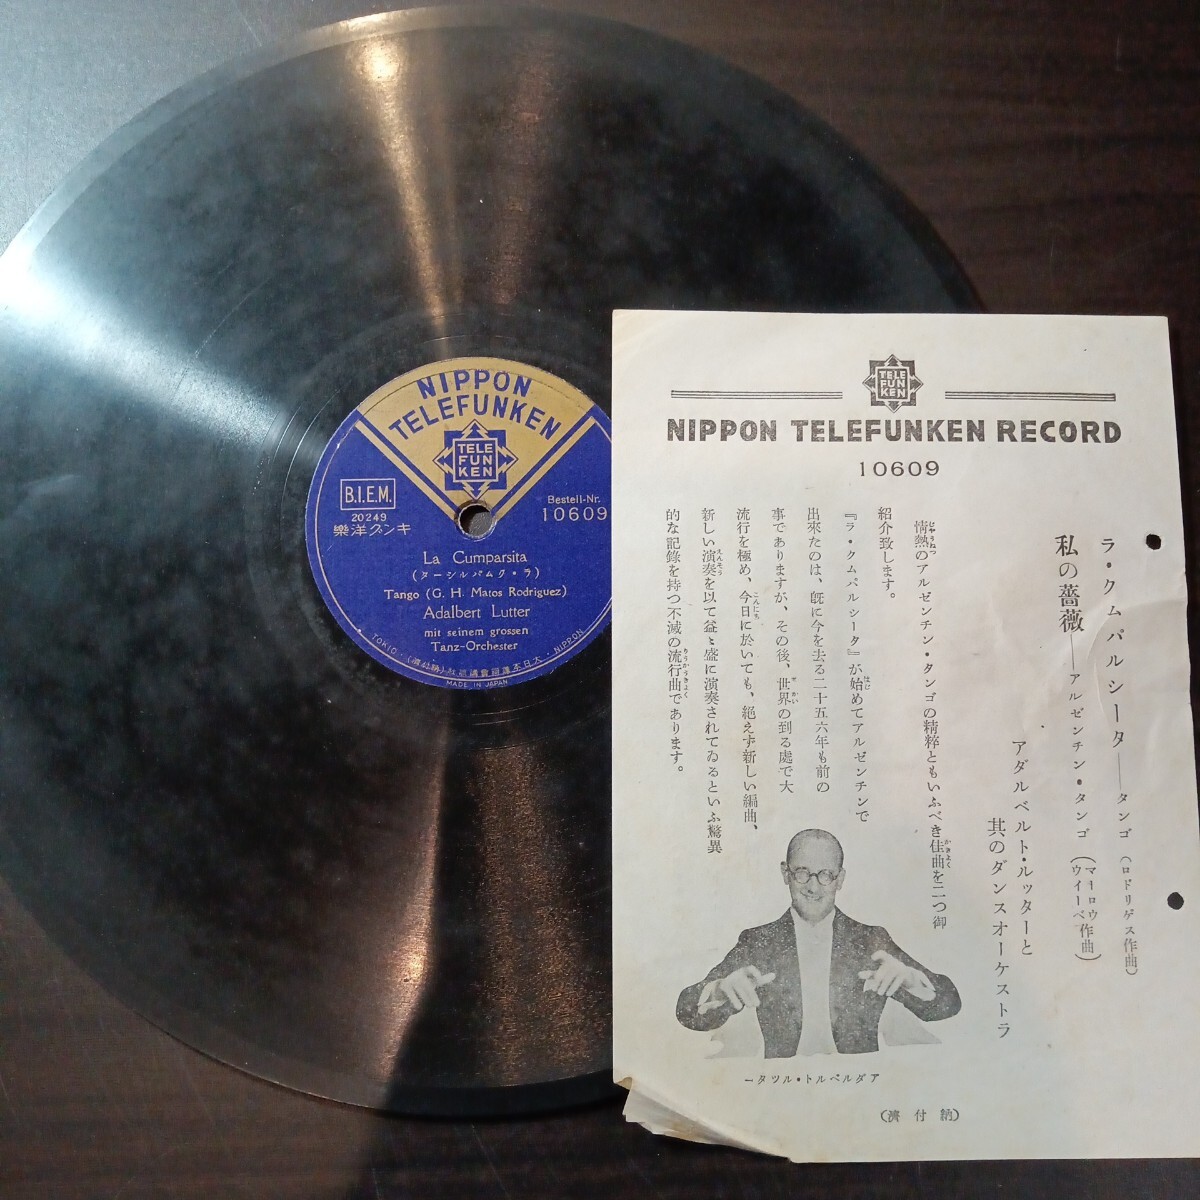 NIPPON
TELEFUNKEN
TELE
FUN
KEN
B.I.E.M.
20249
キング洋樂
Bestell-Nr.
10609
La Cumparsita
(ラ・クムパルシーター)
Tango (G. H. Matos Rodriguez)
Adalbert Lutter
mit seinem grossen
Tanz-Orchester
MADE IN JAPAN
TELE
FUN
KEN
NIPPON TELEFUNKEN RECORD
10609
ラ・クムパルシータ——タンゴ (ロドリゲス作曲)
私の薔薇——アルゼンチン・タンゴ (マーロウ ウイーベ作曲)
アダルベルト・ルッターと
其のダンスオーケストラ
情熱のアルゼンチン・タンゴの精粹ともいふべき佳曲を二つ御
紹介致します。
『ラ・クムパルシータ』が始めてアルゼンチンで
出來たのは、既に今を去る二十五六年も前の
事でありますが、その後、世界の到る處で大
流行を極め、今日に於いても、絶えず新しい編曲、
新しい演奏を以て益々盛に演奏されてゐるといふ驚異
的な記錄を持つ不滅の流行曲であります。
アダルベルト・ルツター
(納付濟)